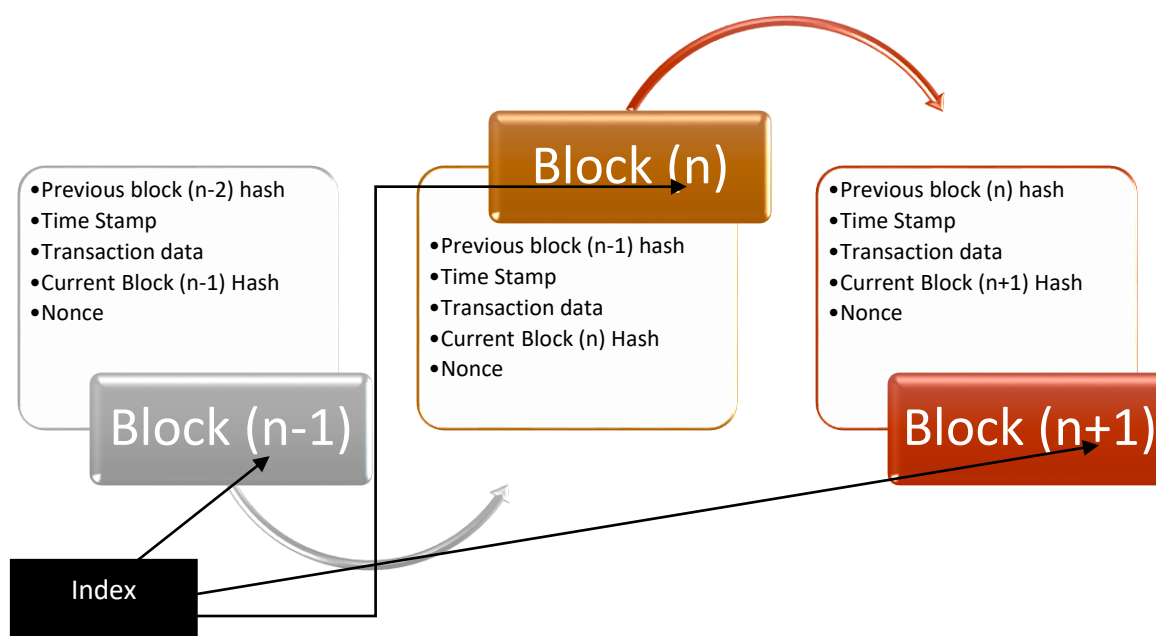 •Previous block (n-2) hash
•Time Stamp
•Transaction data
•Current Block (n-1) Hash
•Nonce
Block (n-1)
Block (n)
•Previous block (n-1) hash
•Time Stamp
•Transaction data
•Current Block (n) Hash
•Nonce
•Previous block (n) hash
•Time Stamp
•Transaction data
•Current Block (n+1) Hash
•Nonce
Block (n+1)
Index